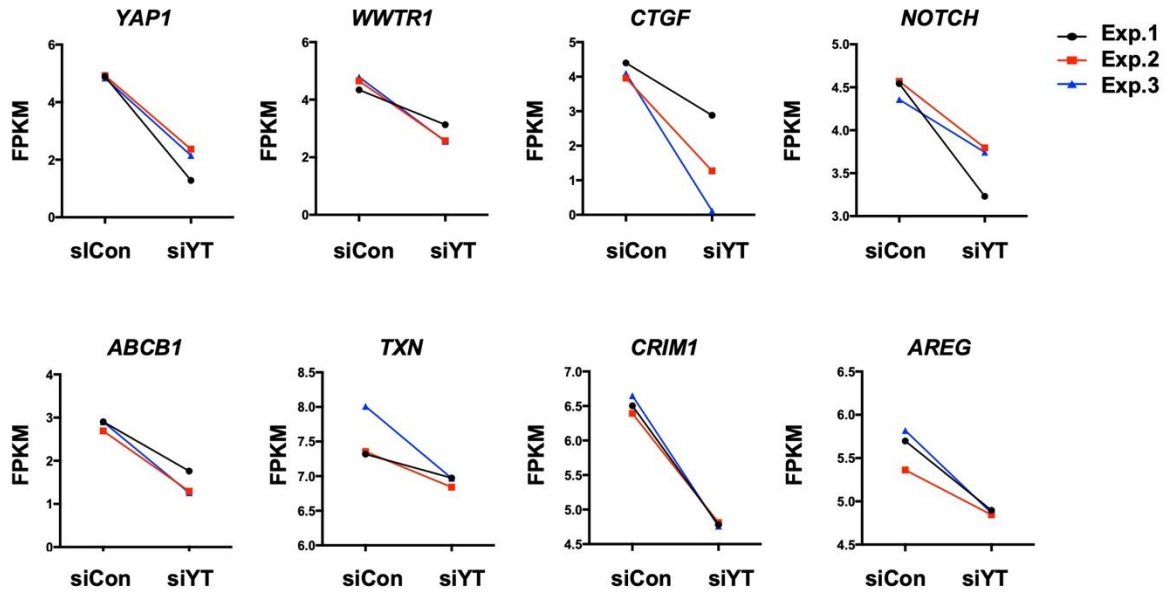 YAP1
WWTR1
CTGF
NOTCH
Exp.1
Exp.2
Exp.3
FPKM
6
4
2
0
slCon siYT
FPKM
6
4
2
0
siCon siYT
FPKM
5
4
3
2
1
0
siCon siYT
FPKM
5.0
4.5
4.0
3.5
3.0
siCon siYT
ABCB1
TXN
CRIM1
AREG
FPKM
4
3
2
1
0
siCon siYT
FPKM
8.5
8.0
7.5
7.0
6.5
6.0
siCon siYT
FPKM
7.0
6.5
6.0
5.5
5.0
4.5
siCon siYT
FPKM
6.5
6.0
5.5
5.0
4.5
siCon siYT